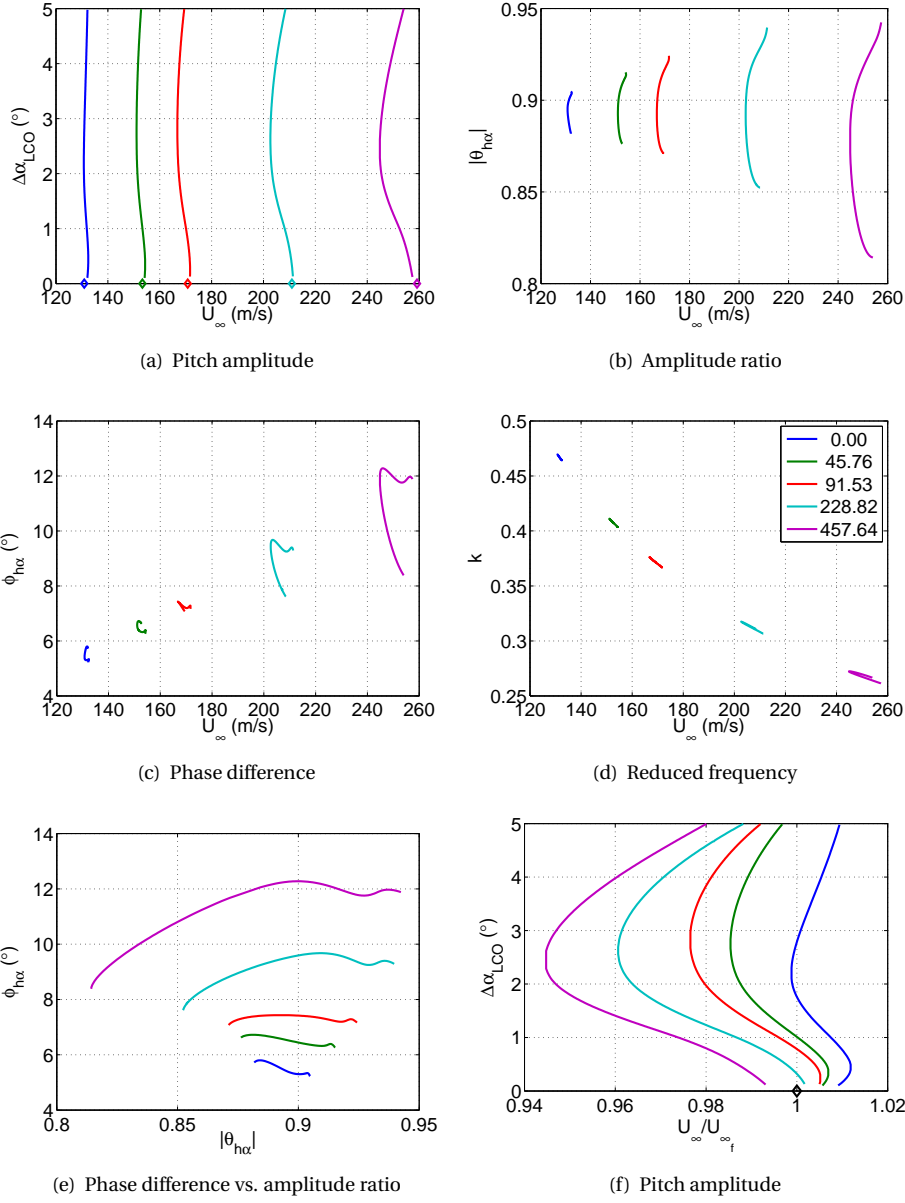 5
4
3
2
1
0
Δα_LCO (°)
120 140 160 180 200 220 240 260
U_∞ (m/s)
(a) Pitch amplitude
0.95
0.9
0.85
0.8
|θ_hα|
120 140 160 180 200 220 240 260
U_∞ (m/s)
(b) Amplitude ratio
14
12
10
8
6
4
ϕ_hα (°)
120 140 160 180 200 220 240 260
U_∞ (m/s)
(c) Phase difference
0.5
0.45
0.4
0.35
0.3
0.25
k
0.00
45.76
91.53
228.82
457.64
120 140 160 180 200 220 240 260
U_∞ (m/s)
(d) Reduced frequency
14
12
10
8
6
4
ϕ_hα (°)
0.8 0.85 0.9 0.95
|θ_hα|
(e) Phase difference vs. amplitude ratio
5
4
3
2
1
0
Δα_LCO (°)
0.94 0.96 0.98 1 1.02
U_∞/U_∞_f
(f) Pitch amplitude